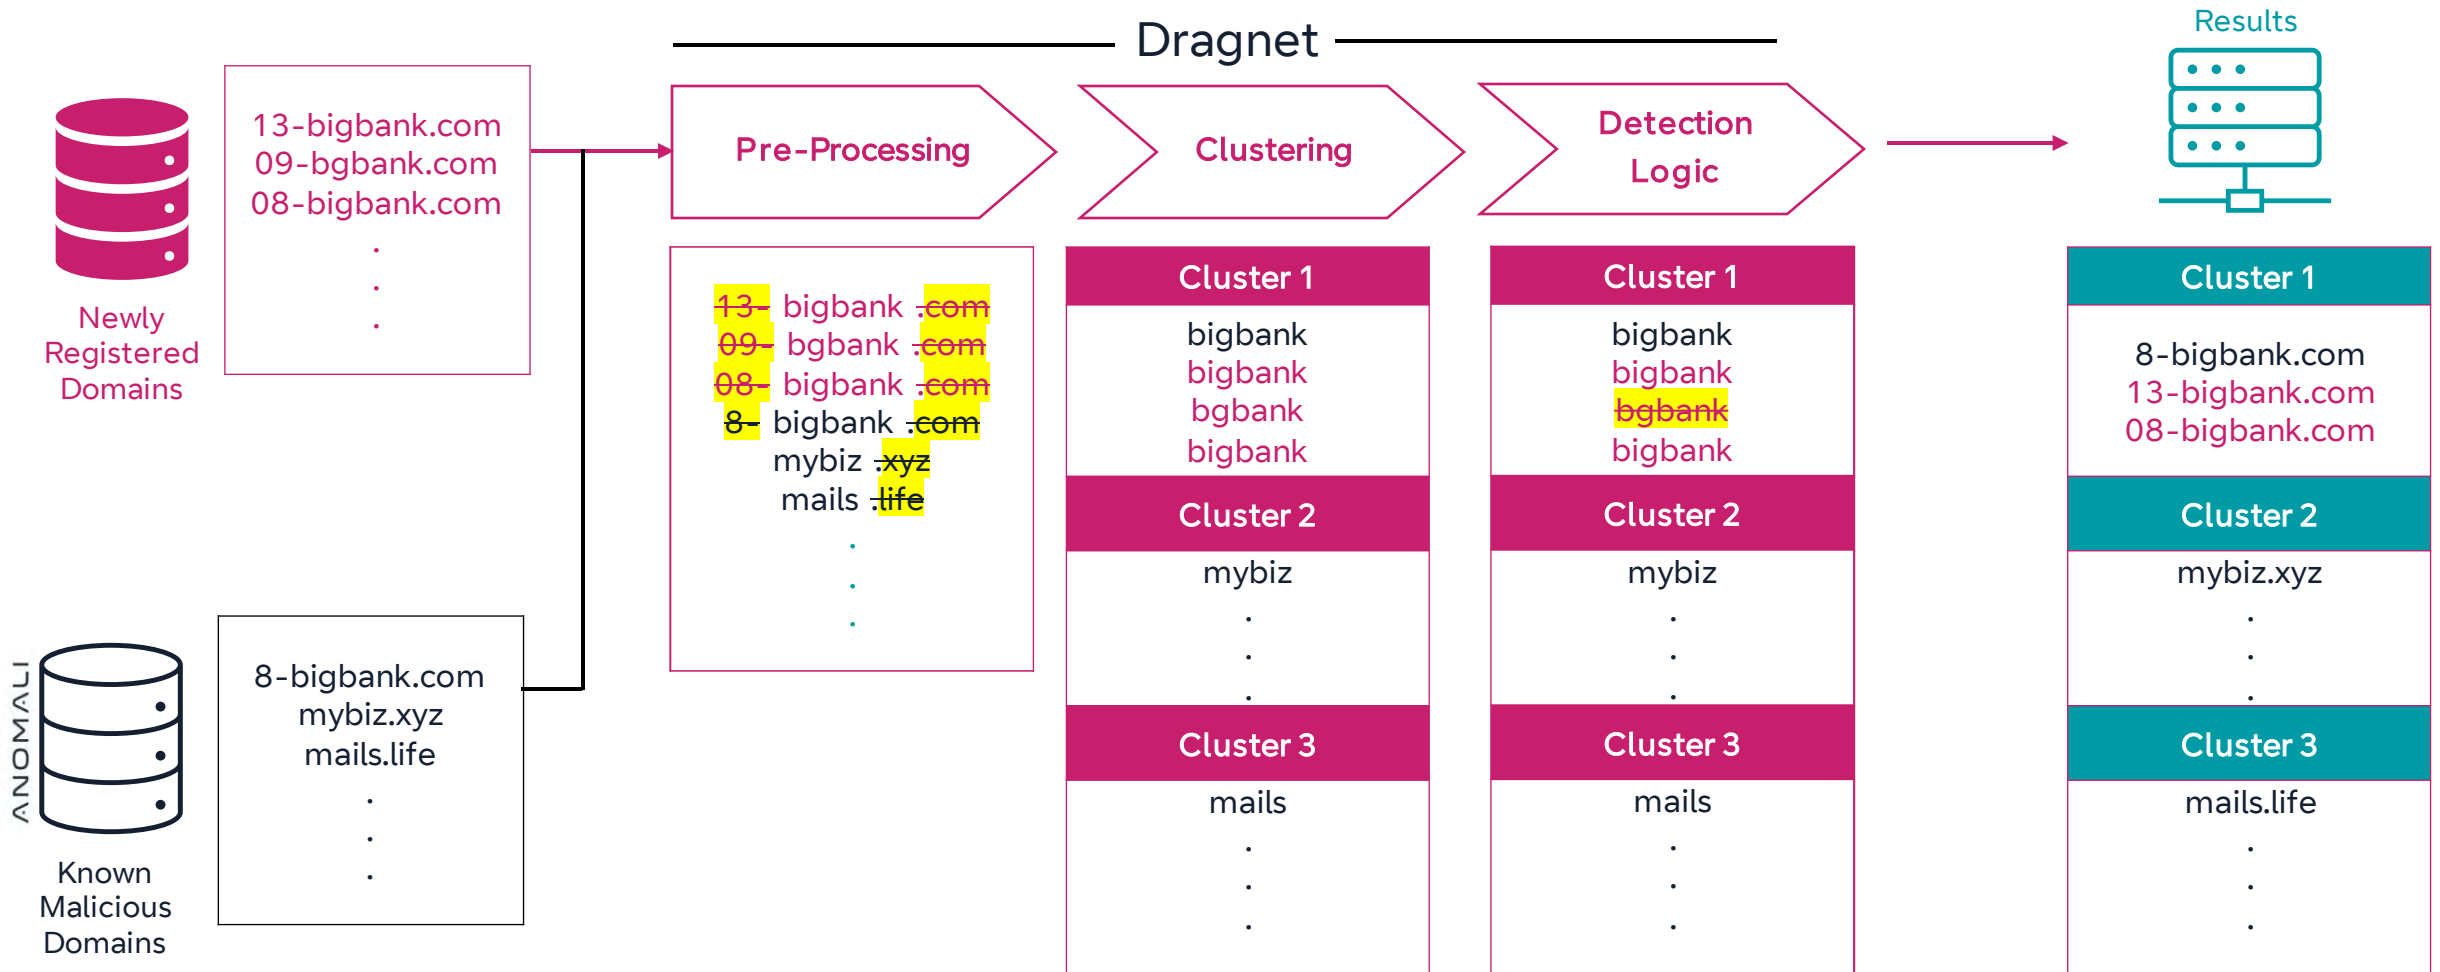 Dragnet
Results
13-bigbank.com
09-bgbank.com
08-bigbank.com
.
.
.
Newly
Registered
Domains
ANOMALI
8-bigbank.com
mybiz.xyz
mails.life
.
.
.
Known
Malicious
Domains
Pre-Processing
13- bigbank .com
09- bgbank .com
08- bigbank .com
8- bigbank .com
mybiz .xyz
mails .life
.
.
.
Clustering
Cluster 1
bigbank
bigbank
bgbank
bigbank
Cluster 2
mybiz
.
.
.
Cluster 3
mails
.
.
.
Detection
Logic
Cluster 1
bigbank
bigbank
bgbank
bigbank
Cluster 2
mybiz
.
.
.
Cluster 3
mails
.
.
.
Cluster 1
8-bigbank.com
13-bigbank.com
08-bigbank.com
Cluster 2
mybiz.xyz
.
.
.
Cluster 3
mails.life
.
.
.